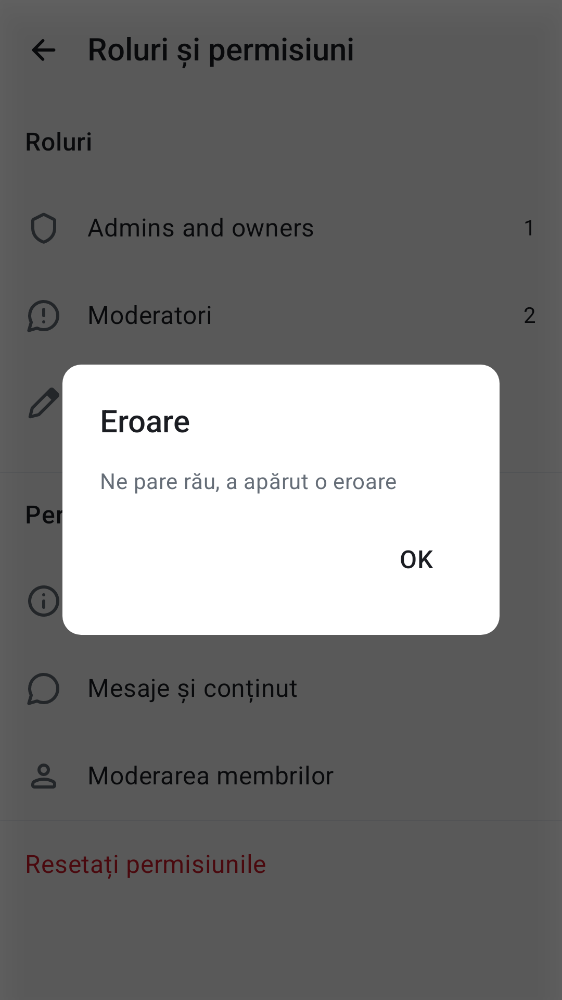 Roluri și permisiuni
Roluri
Admins and owners
1
Moderatori
2
Eroare
Ne pare rău, a apărut o eroare
OK
Per
Mesaje și conținut
Moderarea membrilor
Resetați permisiunile